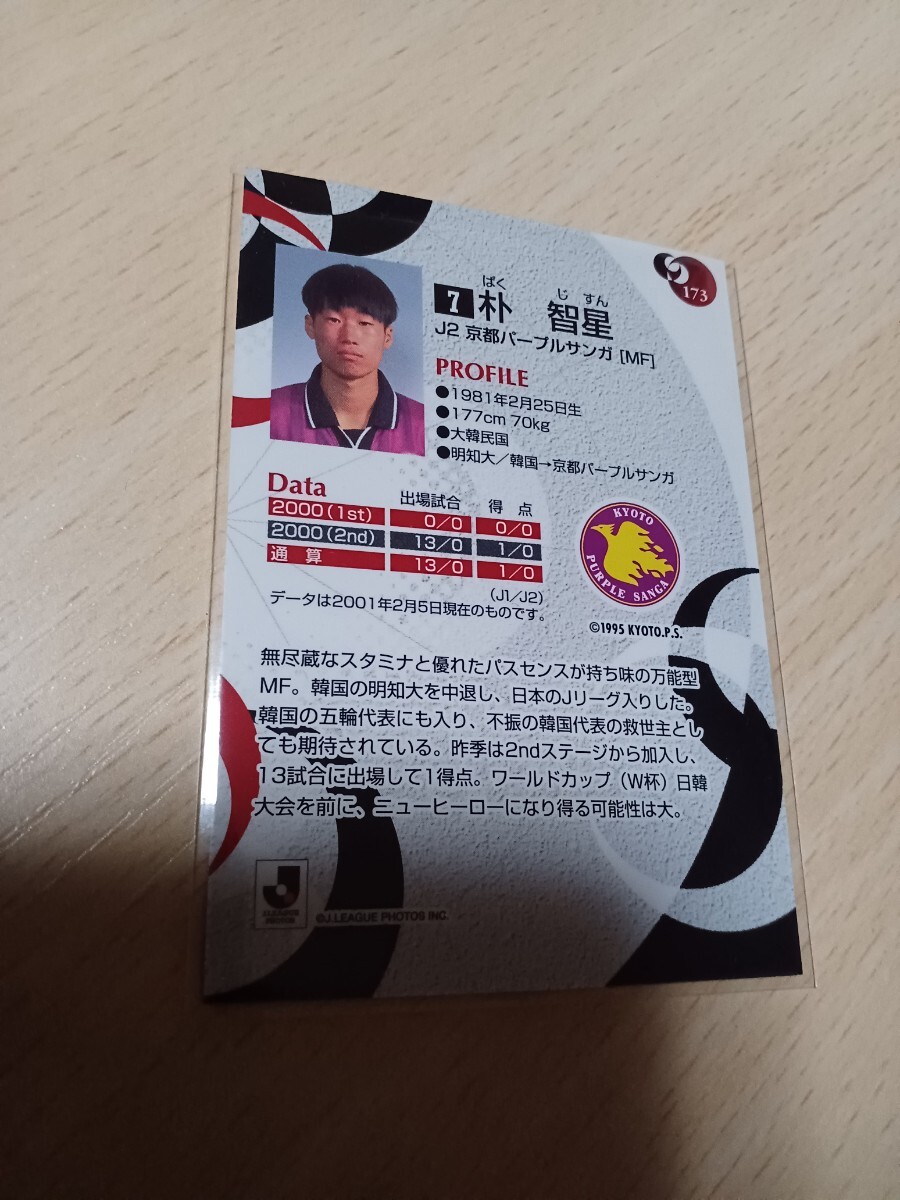 173
ぱく じ すん
7 朴 智星
J2 京都パープルサンガ [MF]
PROFILE
●1981年2月25日生
●177cm 70kg
●大韓民国
●明知大／韓国→京都パープルサンガ
Data 出場試合 得点
2000(1st) 0/0 0/0
2000(2nd) 13/0 1/0
通算 13/0 1/0
(J1/J2)
データは2001年2月5日現在のものです。
KYOTO
PURPLE SANGA
©1995 KYOTO.P.S.
無尽蔵なスタミナと優れたパスセンスが持ち味の万能型
MF。韓国の明知大を中退し、日本のJリーグ入りした。
韓国の五輪代表にも入り、不振の韓国代表の救世主とし
ても期待されている。昨季は2ndステージから加入し、
13試合に出場して1得点。ワールドカップ（W杯）日韓
大会を前に、ニューヒーローになり得る可能性は大。
J.LEAGUE
PHOTOS
©J.LEAGUE PHOTOS INC.